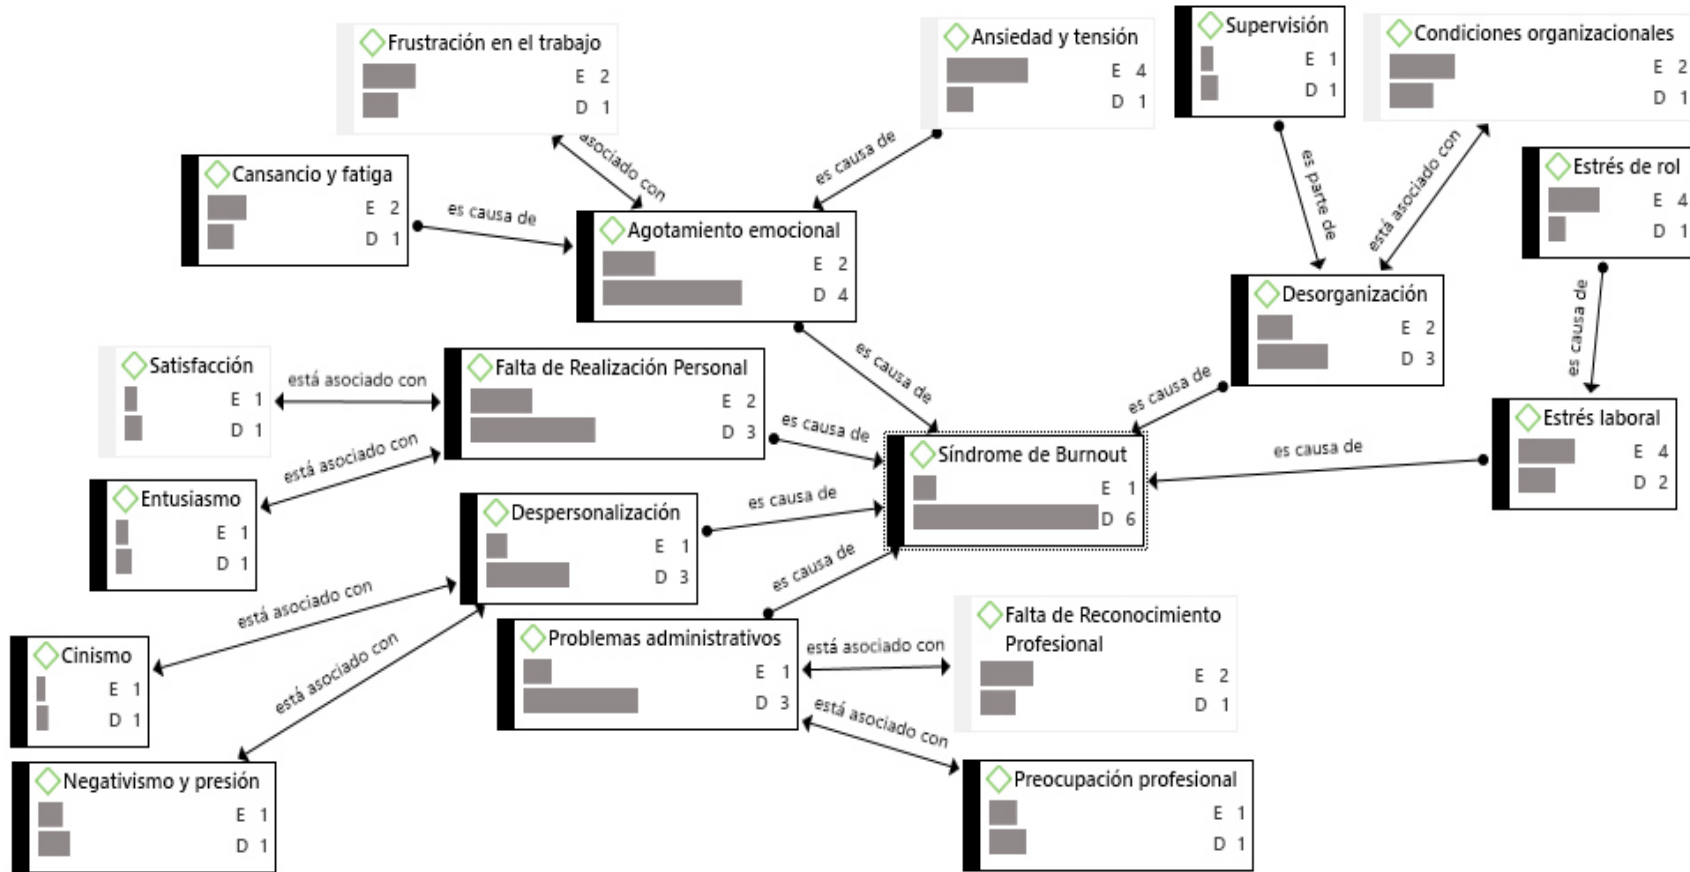 Frustración en el trabajo
E 2
D 1
Ansiedad y tensión
E 4
D 1
Supervisión
E 1
D 1
Condiciones organizacionales
E 2
D 1
asociado con
es causa de
es parte de
está asociado con
Cansancio y fatiga
E 2
D 1
es causa de
Agotamiento emocional
E 2
D 4
Estrés de rol
E 4
D 1
es causa de
Desorganización
E 2
D 3
es causa de
es causa de
Satisfacción
E 1
D 1
está asociado con
Falta de Realización Personal
E 2
D 3
es causa de
está asociado con
Síndrome de Burnout
E 1
D 6
es causa de
Estrés laboral
E 4
D 2
Entusiasmo
E 1
D 1
Despersonalización
E 1
D 3
es causa de
es causa de
está asociado con
está asociado con
Cinismo
E 1
D 1
Problemas administrativos
E 1
D 3
está asociado con
Falta de Reconocimiento
Profesional
E 2
D 1
está asociado con
Negativismo y presión
E 1
D 1
Preocupación profesional
E 1
D 1